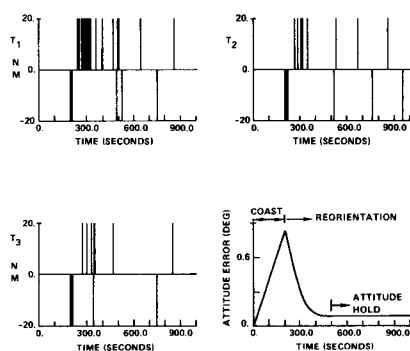 T1
N
M
20.
0.
-20.
0. 300.0 600.0 900.0
TIME (SECONDS)
T2
N
M
20.
0.
-20.
0. 300.0 600.0 900.0
TIME (SECONDS)
T3
N
M
20.
0.
-20.
0. 300.0 600.0 900.0
TIME (SECONDS)
ATTITUDE ERROR (DEG)
COAST
REORIENTATION
0.6
ATTITUDE
HOLD
0.
0. 300.0 600.0 900.0
TIME (SECONDS)